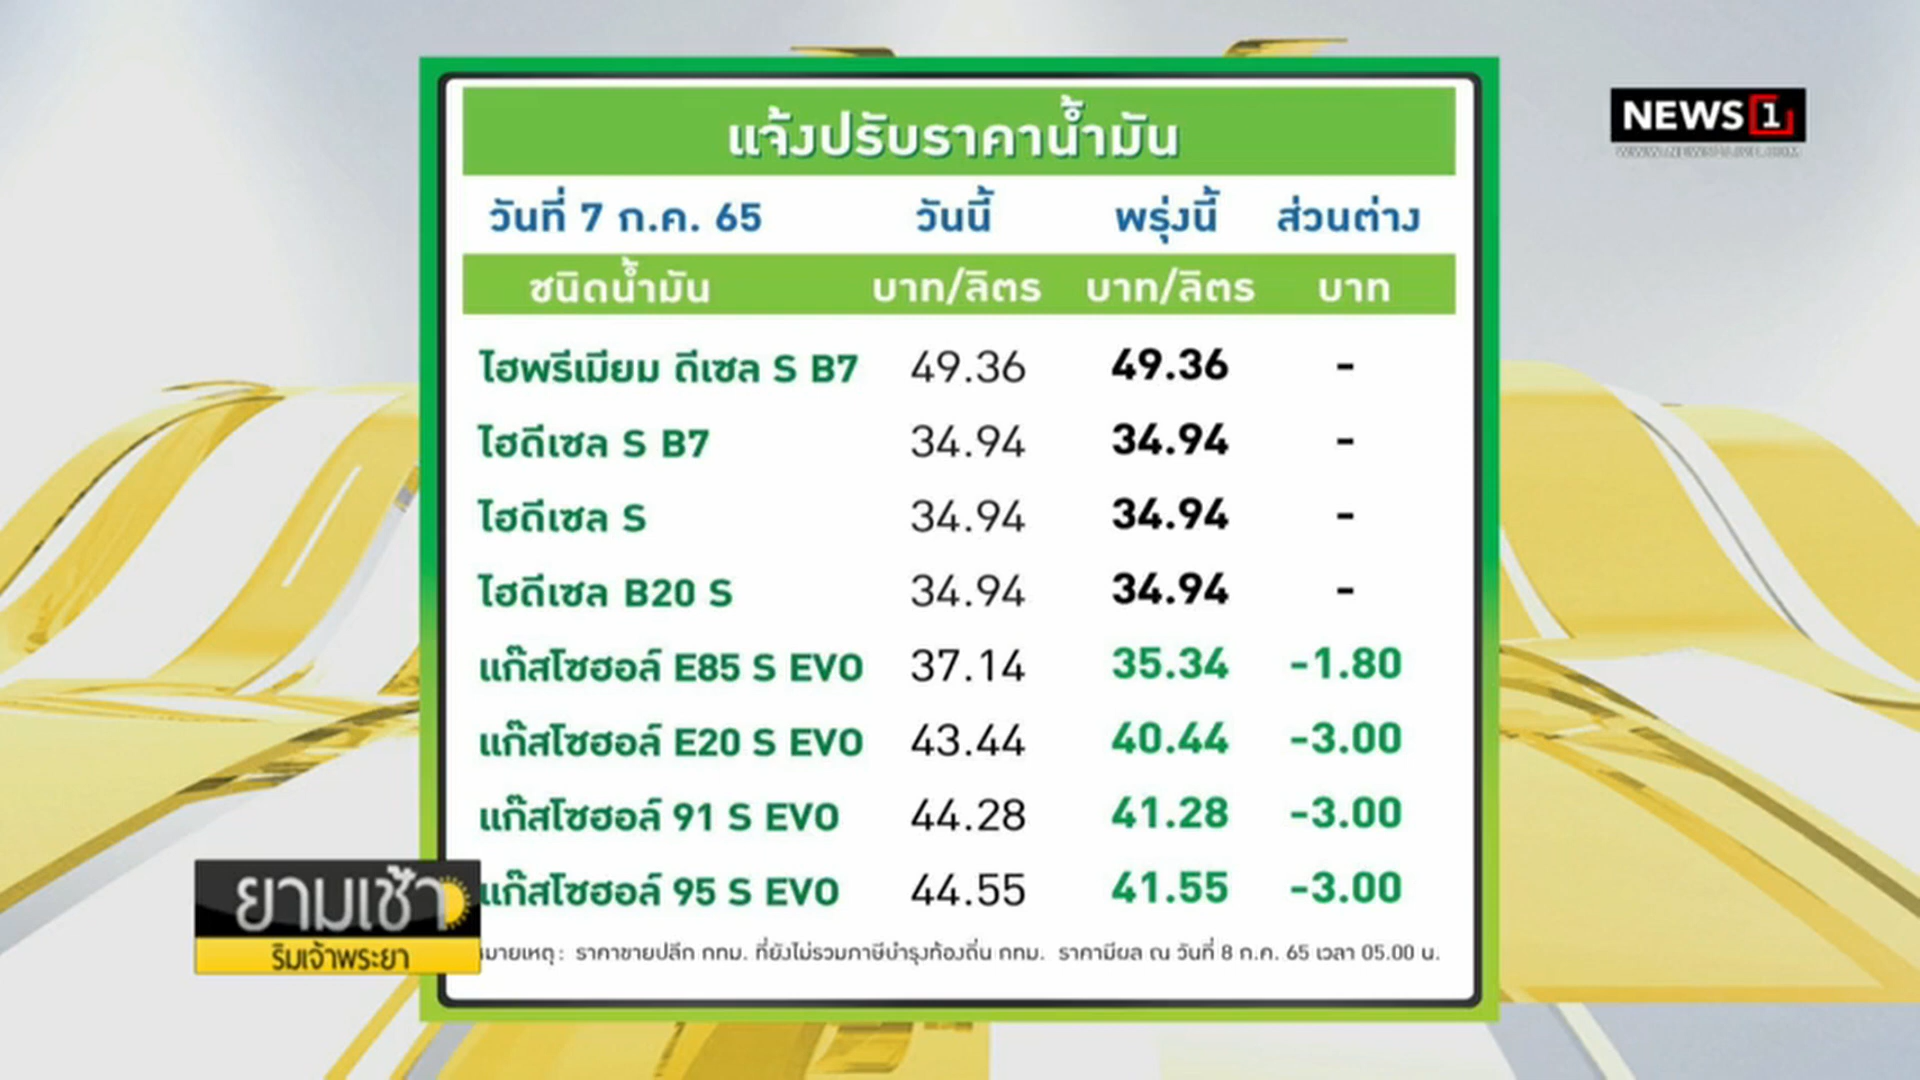 แจ้งปรับราคาน้ำมัน
NEWS 1
วันที่ 7 ก.ค. 65 วันนี้ พรุ่งนี้ ส่วนต่าง
ชนิดน้ำมัน บาท/ลิตร บาท/ลิตร บาท
ไฮพรีเมียม ดีเซล S B7 49.36 49.36 -
ไฮดีเซล S B7 34.94 34.94 -
ไฮดีเซล S 34.94 34.94 -
ไฮดีเซล B20 S 34.94 34.94 -
แก๊สโซฮอล์ E85 S EVO 37.14 35.34 -1.80
แก๊สโซฮอล์ E20 S EVO 43.44 40.44 -3.00
แก๊สโซฮอล์ 91 S EVO 44.28 41.28 -3.00
แก๊สโซฮอล์ 95 S EVO 44.55 41.55 -3.00
หมายเหตุ : ราคาขายปลีก กทม. ที่ยังไม่รวมภาษีบำรุงท้องถิ่น กทม. ราคามีผล ณ วันที่ 8 ก.ค. 65 เวลา 05.00 น.
ยามเช้า
ริมเจ้าพระยา